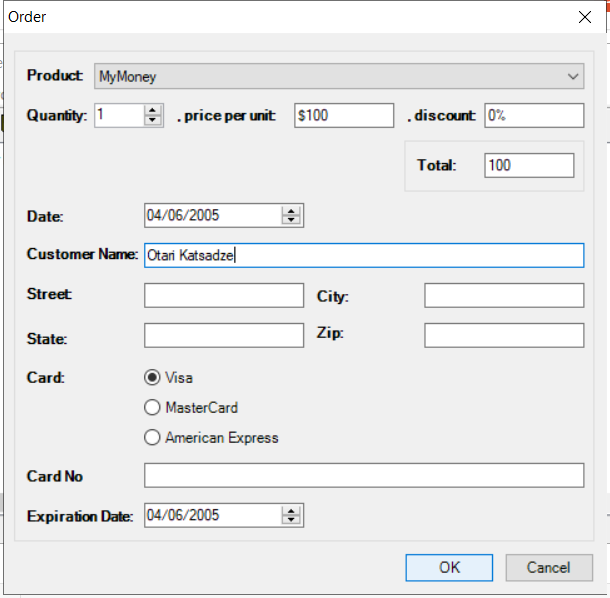 Order
Product: MyMoney
Quantity: 1 . price per unit: $100 . discount: 0%
Total: 100
Date: 04/06/2005
Customer Name: Otari Katsadze
Street: City:
State: Zip:
Card: Visa
MasterCard
American Express
Card No
Expiration Date: 04/06/2005
OK Cancel